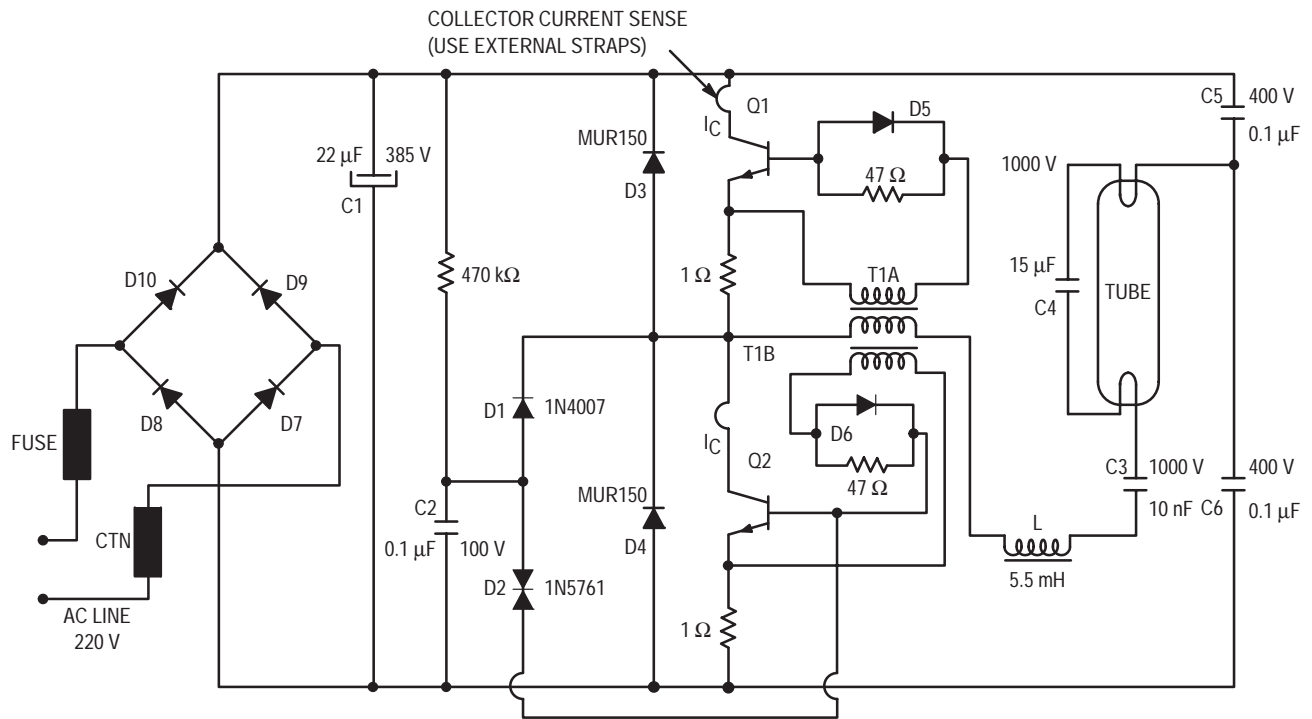 COLLECTOR CURRENT SENSE
(USE EXTERNAL STRAPS)
Q1
I_C
D5
47 Ω
C5
400 V
0.1 μF
MUR150
D3
22 μF
385 V
C1
1000 V
15 μF
C4
TUBE
D10
D9
470 kΩ
1 Ω
T1A
T1B
D8
D7
D1
1N4007
D6
47 Ω
I_C
Q2
FUSE
C3
1000 V
10 nF
400 V
C6
0.1 μF
MUR150
D4
C2
0.1 μF
100 V
L
5.5 mH
CTN
D2
1N5761
AC LINE
220 V
1 Ω